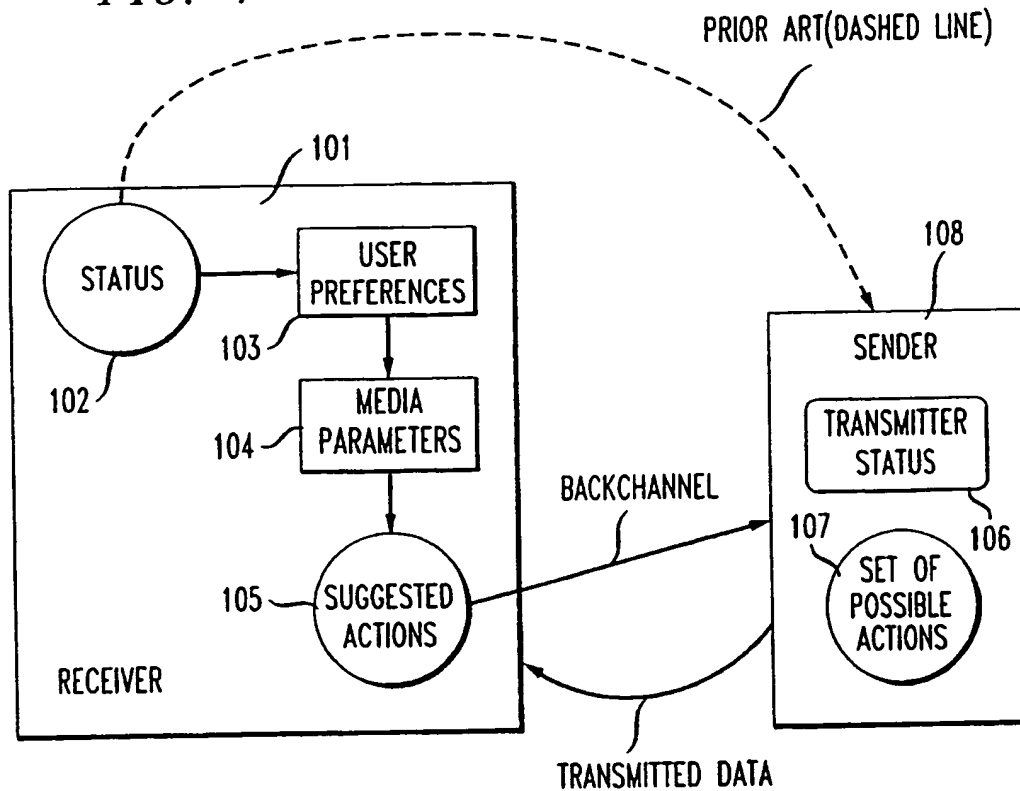 PRIOR ART(DASHED LINE)
101
STATUS
USER
PREFERENCES
103
102
MEDIA
PARAMETERS
104
105
SUGGESTED
ACTIONS
RECEIVER
BACKCHANNEL
TRANSMITTED DATA
108
SENDER
TRANSMITTER
STATUS
106
107
SET OF
POSSIBLE
ACTIONS